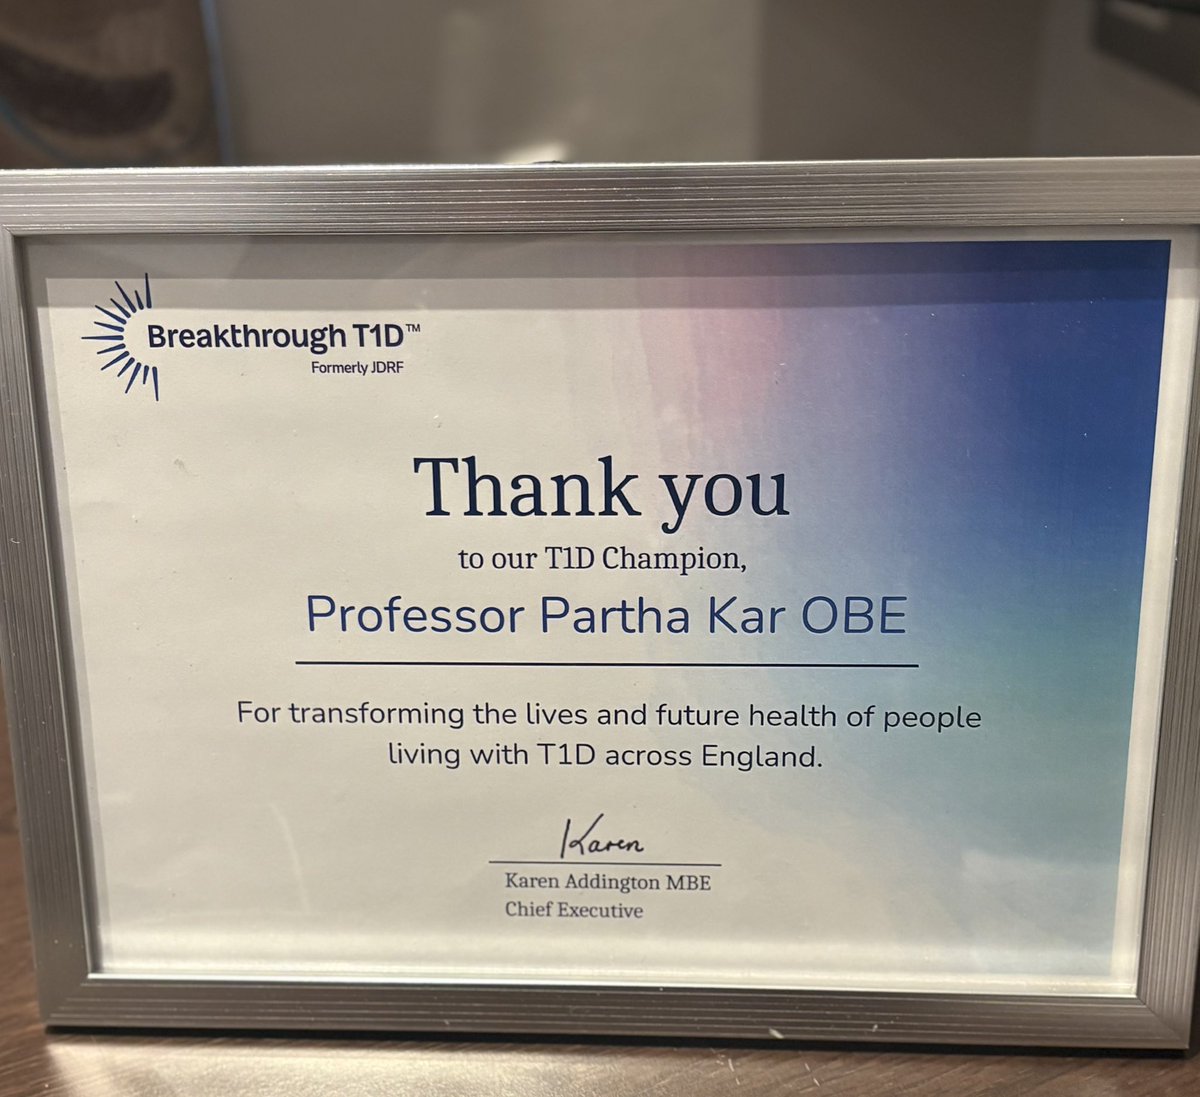 Breakthrough T1D™
Formerly JDRF
Thank you
to our T1D Champion,
Professor Partha Kar OBE
For transforming the lives and future health of people
living with T1D across England.
Karen
Karen Addington MBE
Chief Executive